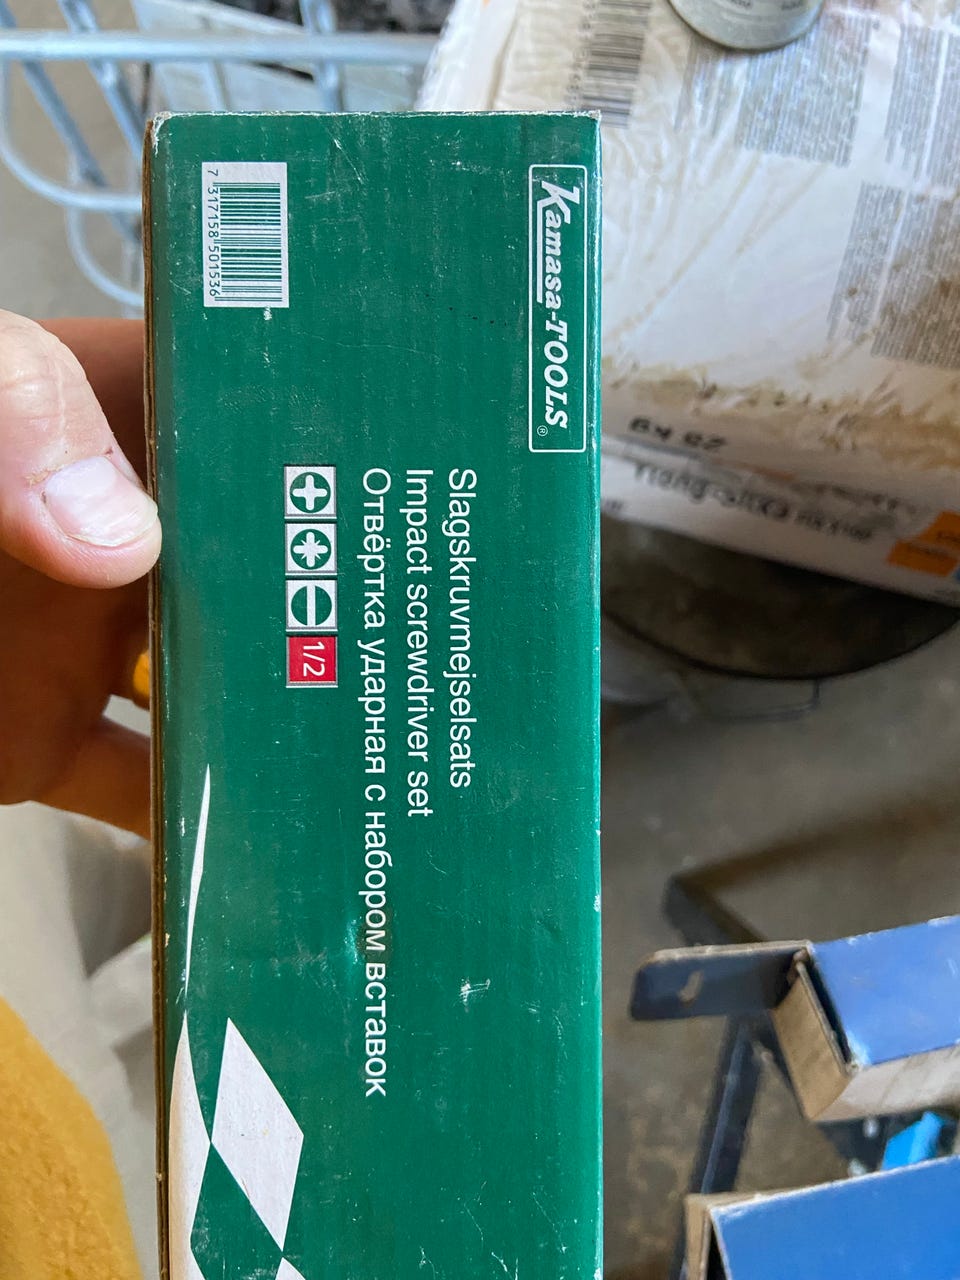 Kamasa-TOOLS®
Slagskruvmejselsats
Impact screwdriver set
Отвёртка ударная с набором вставок
1/2
7 317158 501536